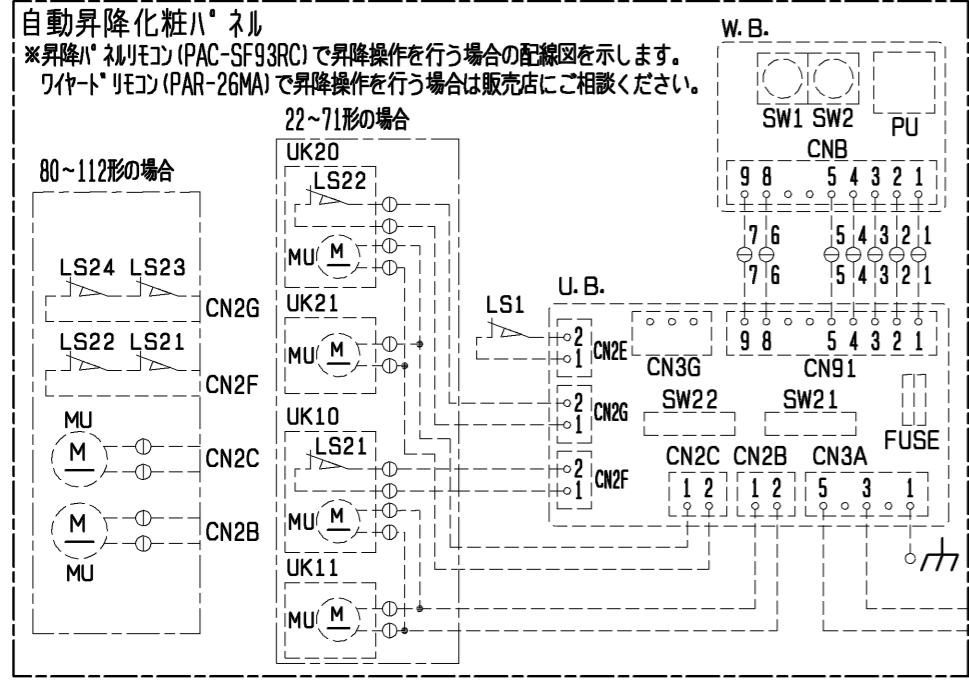 自動昇降化粧パネル
※昇降パネルリモコン(PAC-SF93RC)で昇降操作を行う場合の配線図を示します。
ワイヤードリモコン(PAR-26MA)で昇降操作を行う場合は販売店にご相談ください。
80~112形の場合
LS24 LS23
CN2G
LS22 LS21
CN2F
MU
M
CN2C
M
CN2B
MU
22~71形の場合
UK20
LS22
MU M
UK21
MU M
UK10
LS21
MU M
UK11
MU M
W.B.
SW1 SW2
PU
CNB
9 8 5 4 3 2 1
7 6 5 4 3 2 1
7 6 5 4 3 2 1
U.B.
LS1
2
1
CN2E
CN3G
9 8 5 4 3 2 1
CN91
2
1
CN2G
SW22
SW21
FUSE
2
1
CN2F
CN2C CN2B CN3A
1 2 1 2 5 3 1